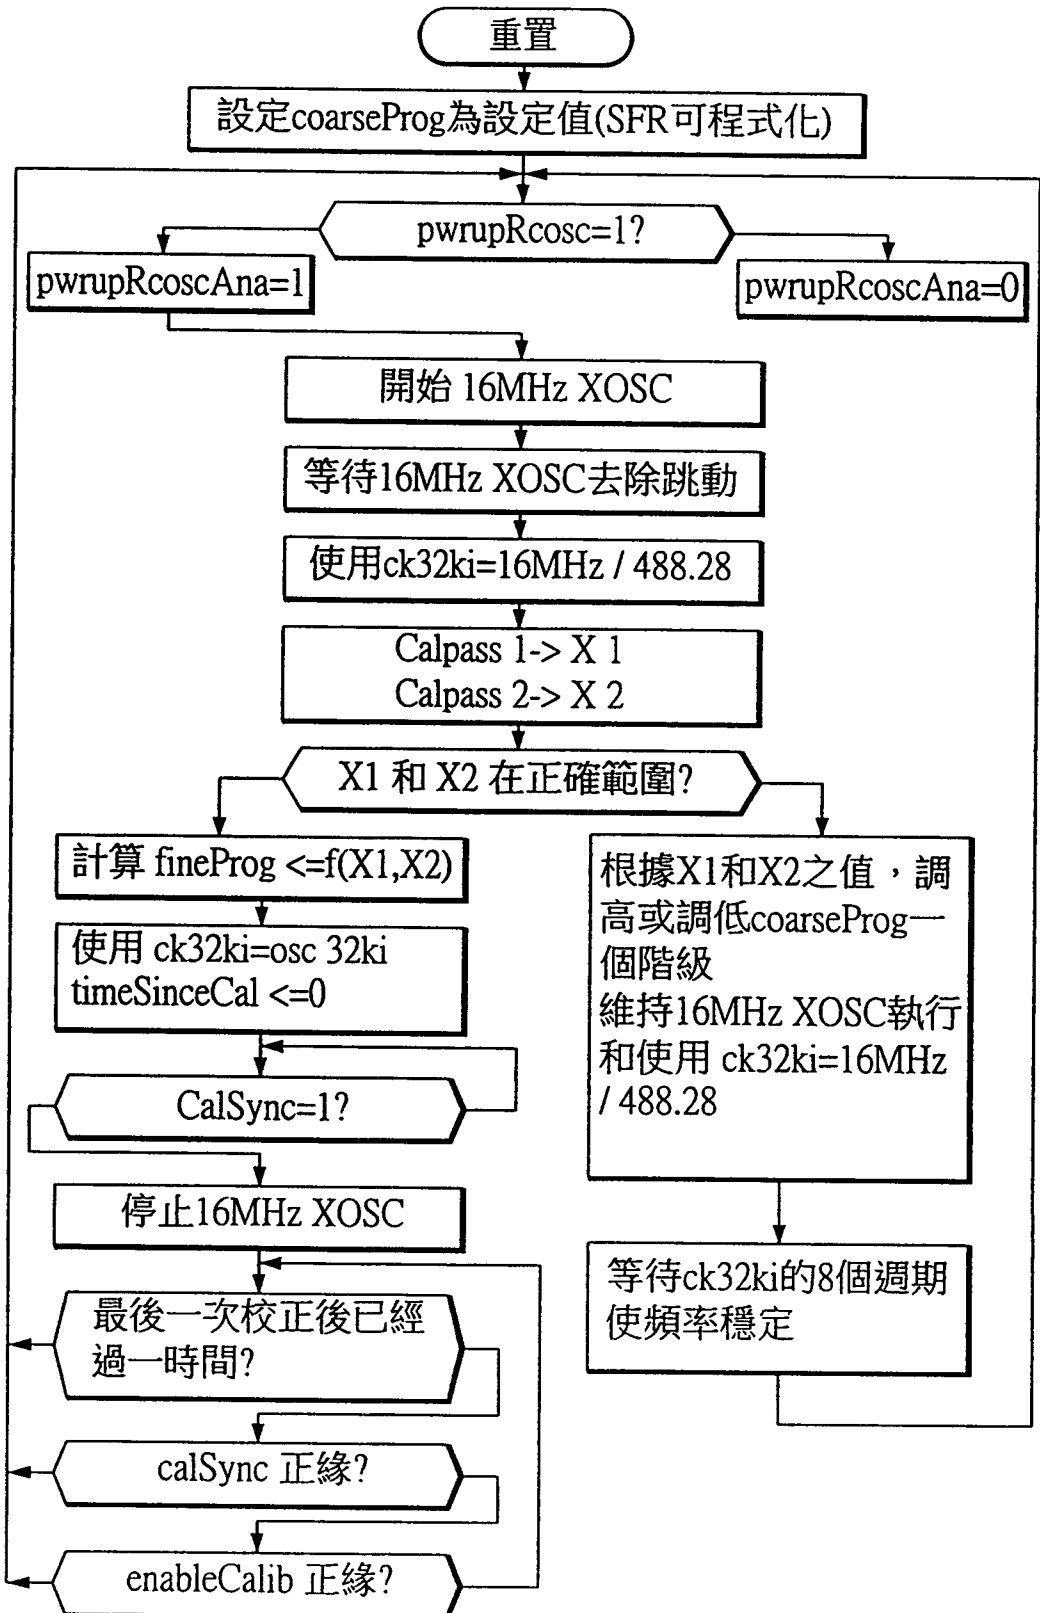 重置
設定coarseProg為設定值(SFR可程式化)
pwrupRcosc=1?
pwrupRcoscAna=1
pwrupRcoscAna=0
開始 16MHz XOSC
等待16MHz XOSC去除跳動
使用ck32ki=16MHz / 488.28
Calpass 1-> X 1
Calpass 2-> X 2
X1 和 X2 在正確範圍?
計算 fineProg <=f(X1,X2)
使用 ck32ki=osc 32ki
timeSinceCal <=0
CalSync=1?
停止16MHz XOSC
最後一次校正後已經
過一時間?
calSync 正緣?
enableCalib 正緣?
根據X1和X2之值，調
高或調低coarseProg一
個階級
維持16MHz XOSC執行
和使用 ck32ki=16MHz
/ 488.28
等待ck32ki的8個週期
使頻率穩定